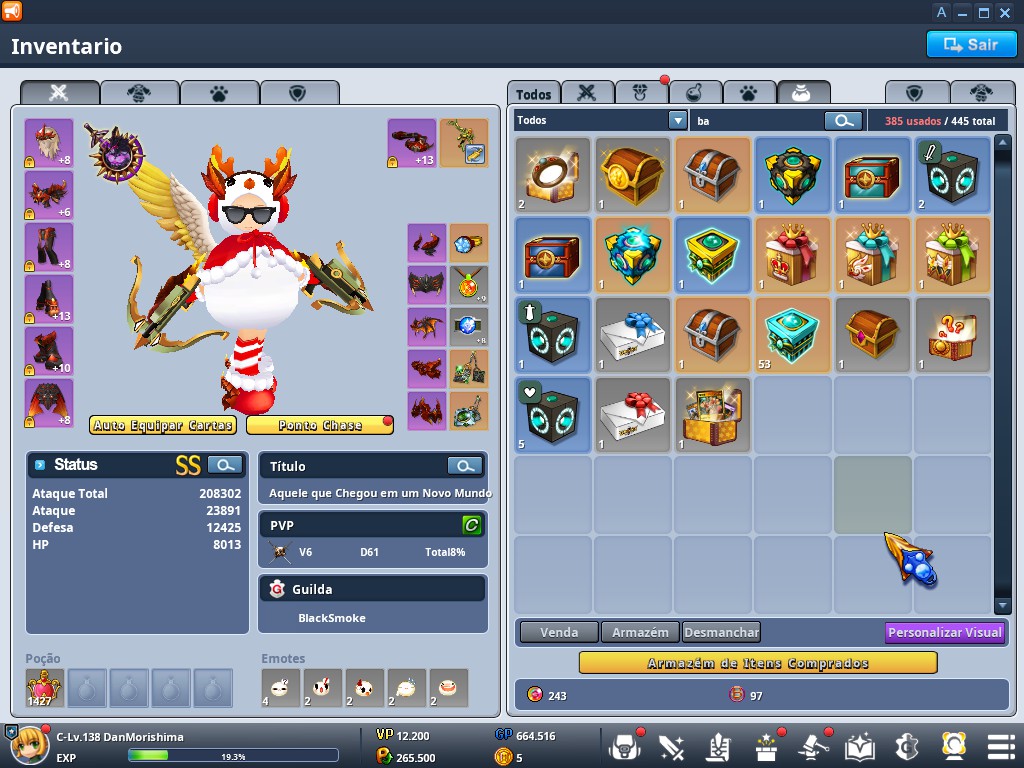 A
Inventario
Sair
Todos
Todos
ba
385 usados / 445 total
+8
+6
+8
+13
+10
+8
+13
+9
+8
2
1
1
1
1
2
1
1
1
1
1
1
1
1
1
53
1
1
5
1
1
Auto Equipar Cartas
Ponto Chase
Status
SS
Ataque Total 208302
Ataque 23891
Defesa 12425
HP 8013
Título
Aquele que Chegou em um Novo Mundo
PVP
V6 D61 Total8%
G Guilda
BlackSmoke
Poção
1427
Emotes
4
2
2
2
2
Venda
Armazém
Desmanchar
Personalizar Visual
Armazém de Itens Comprados
243
97
C-Lv.138 DanMorishima
EXP
19.3%
VP 12.200
GP 664.516
265.500
5